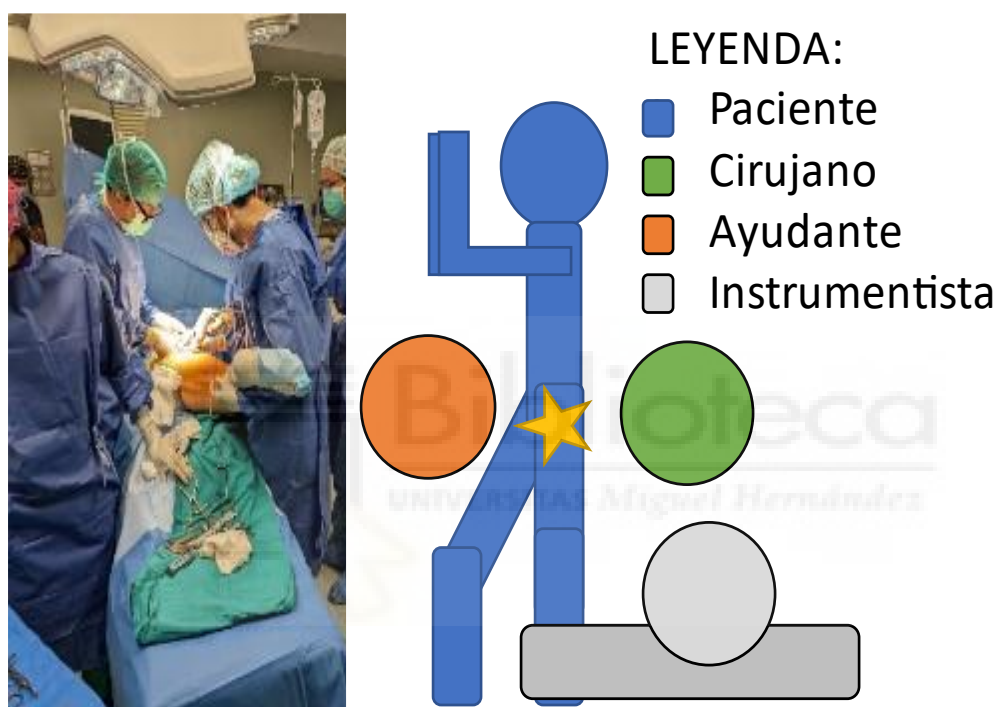 LEYENDA:
Paciente
Cirujano
Ayudante
Instrumentista
Biblioteca
UNIVERSITAS Miguel Hernández